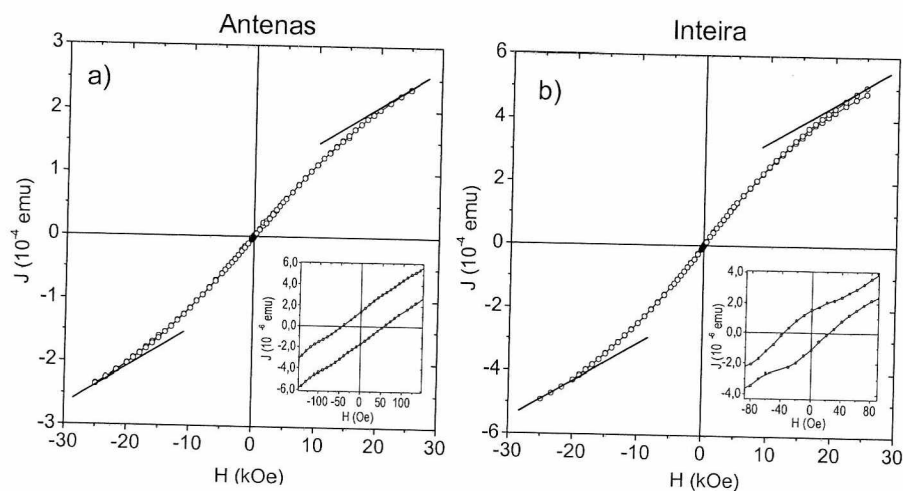 Antenas
a)
3
2
1
0
-1
-2
-3
J (10⁻⁴ emu)
-30 -20 -10 0 10 20 30
H (kOe)
6,0
4,0
2,0
0,0
-2,0
-4,0
-6,0
J (10⁻⁶ emu)
-100 -50 0 50 100
H (Oe)
Inteira
b)
6
4
2
0
-2
-4
-6
J (10⁻⁴ emu)
-30 -20 -10 0 10 20 30
H (kOe)
4,0
2,0
0,0
-2,0
-4,0
J (10⁻⁶ emu)
-80 -40 0 40 80
H (Oe)